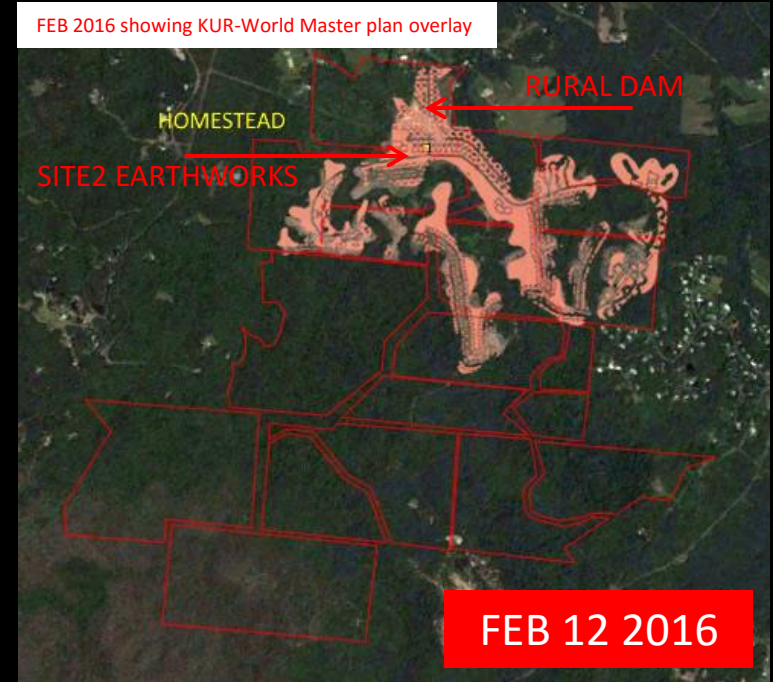 FEB 2016 showing KUR-World Master plan overlay
RURAL DAM
HOMESTEAD
SITE2 EARTHWORKS
FEB 12 2016